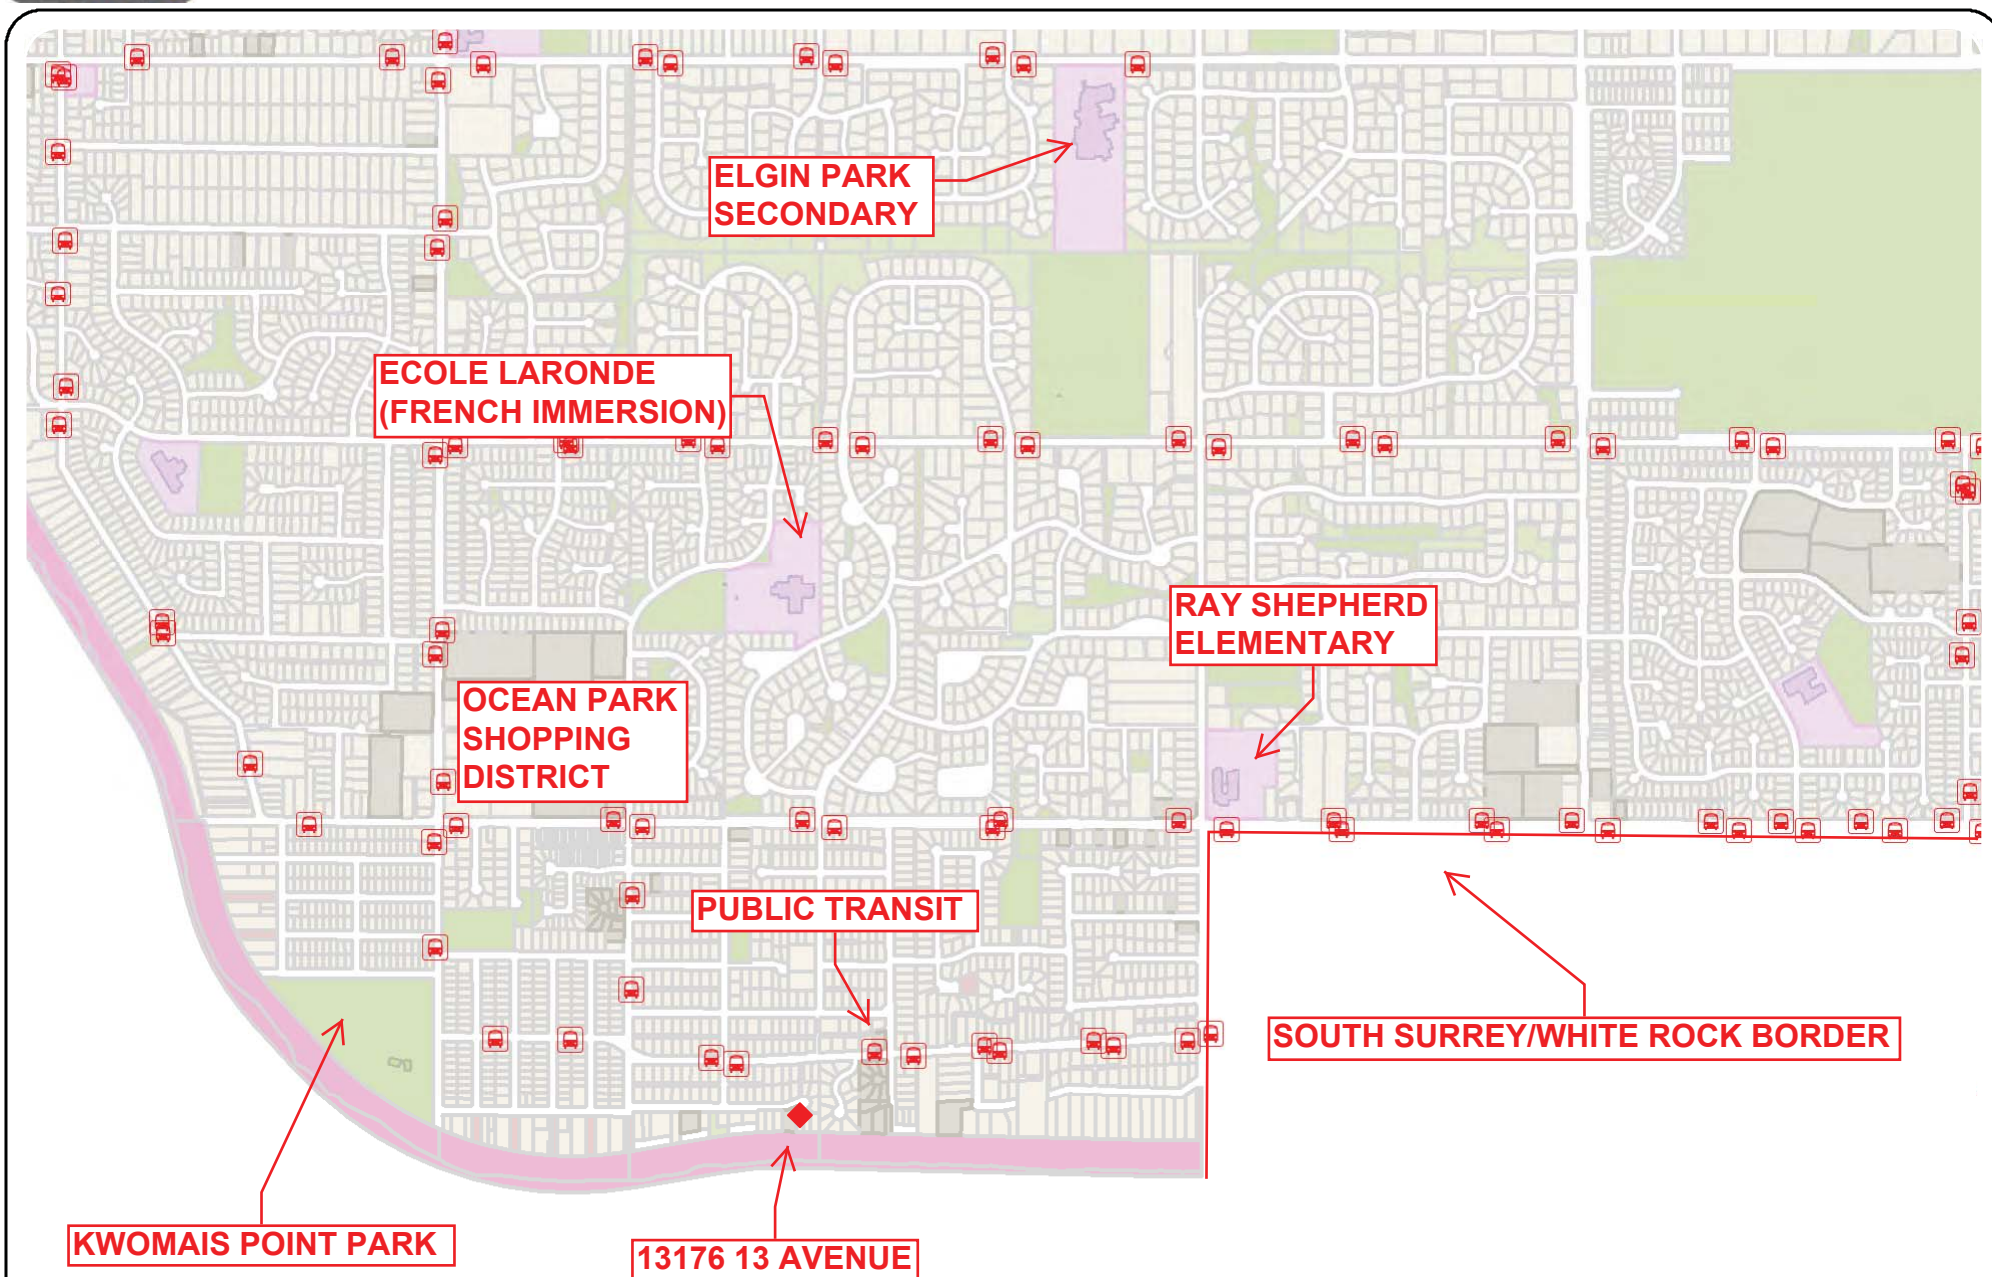 ELGIN PARK
SECONDARY
ECOLE LARONDE
(FRENCH IMMERSION)
RAY SHEPHERD
ELEMENTARY
OCEAN PARK
SHOPPING
DISTRICT
PUBLIC TRANSIT
SOUTH SURREY/WHITE ROCK BORDER
KWOMAIS POINT PARK
13176 13 AVENUE